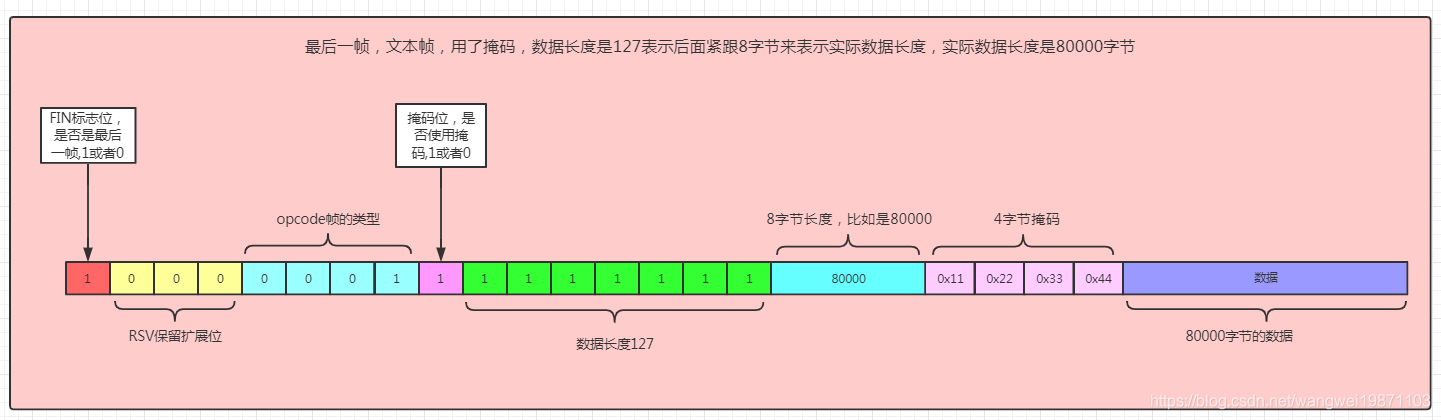 最后一帧，文本帧，用了掩码，数据长度是127表示后面紧跟8字节来表示实际数据长度，实际数据长度是80000字节
FIN标志位，
是否是最后
一帧,1或者0
掩码位，是
否使用掩
码,1或者0
opcode帧的类型
8字节长度，比如是80000
4字节掩码
1 0 0 0 0 0 0 1 1 1 1 1 1 1 1 1 80000 0x11 0x22 0x33 0x44 数据
RSV保留扩展位
数据长度127
80000字节的数据
https://blog.csdn.net/wangwei19871103